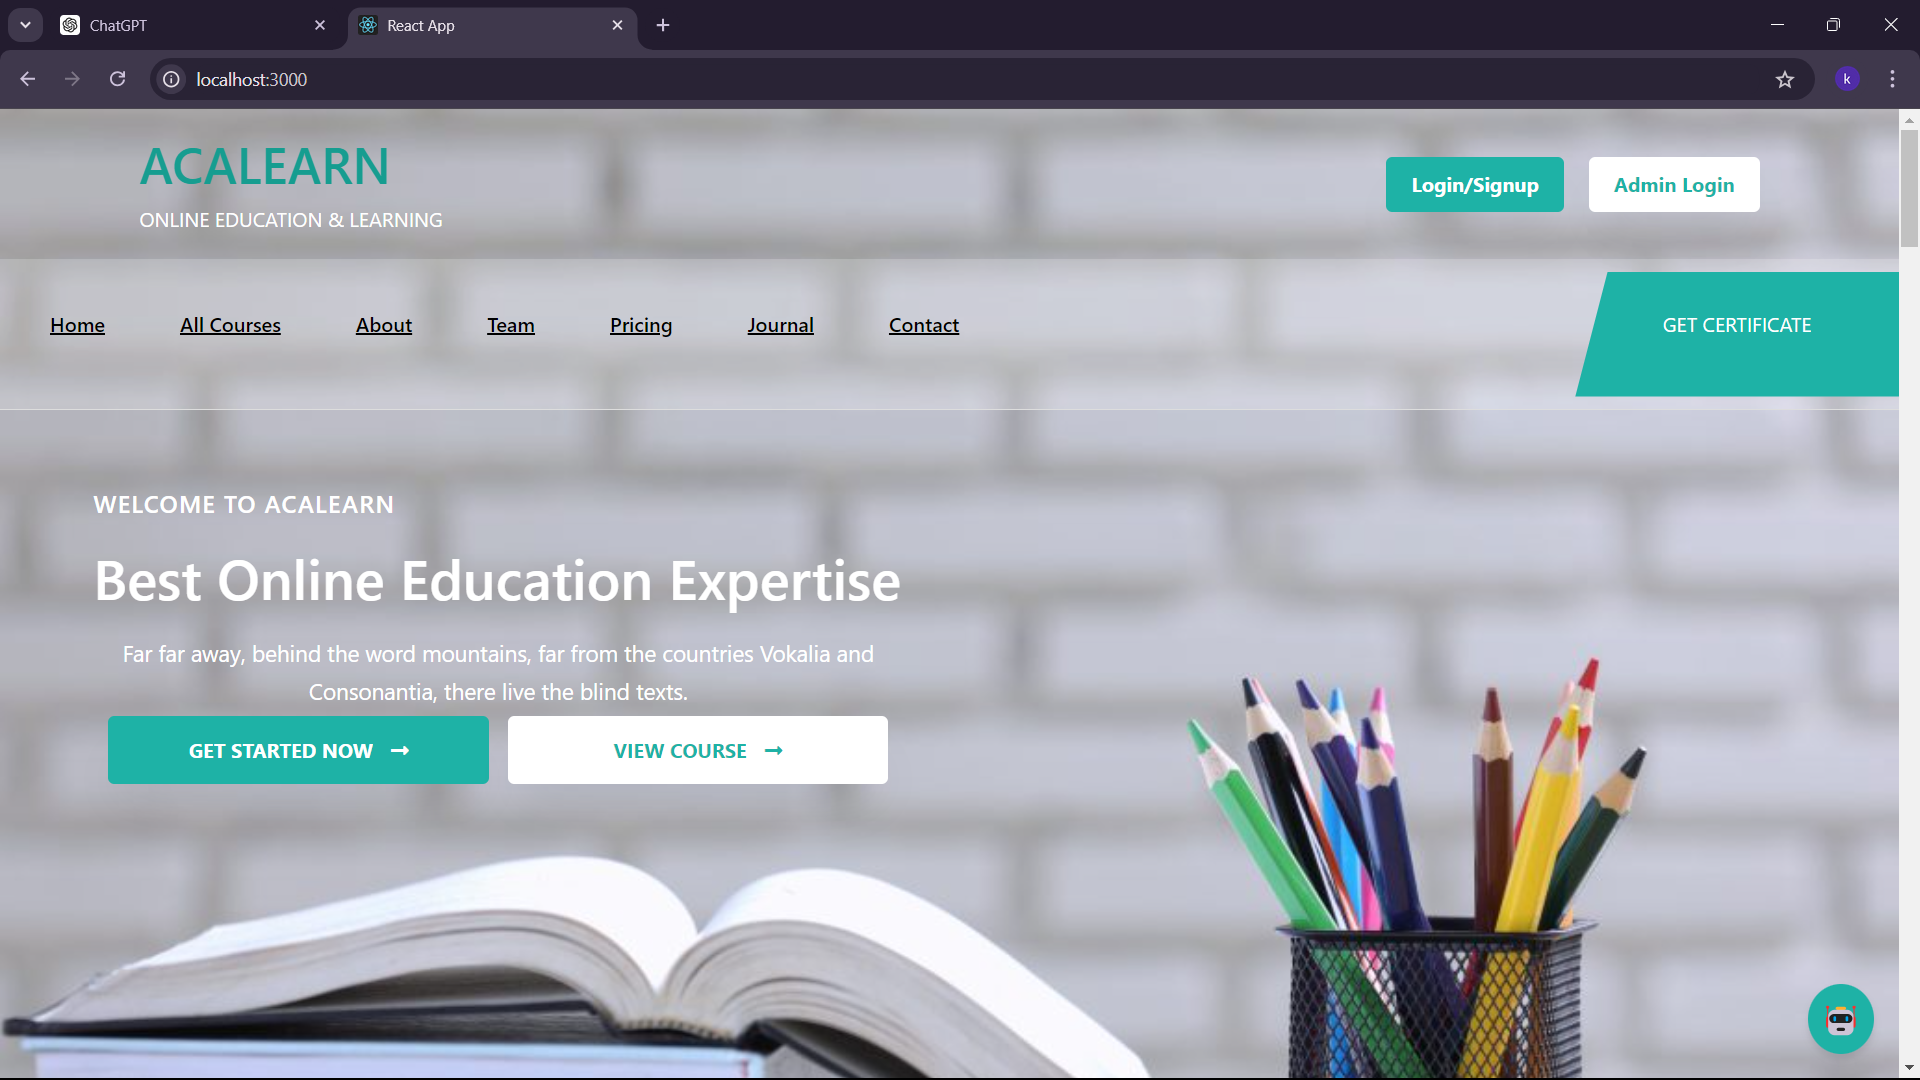 ChatGPT
React App
localhost:3000
k
ACALEARN
ONLINE EDUCATION & LEARNING
Login/Signup
Admin Login
Home
All Courses
About
Team
Pricing
Journal
Contact
GET CERTIFICATE
WELCOME TO ACALEARN
Best Online Education Expertise
Far far away, behind the word mountains, far from the countries Vokalia and
Consonantia, there live the blind texts.
GET STARTED NOW →
VIEW COURSE →